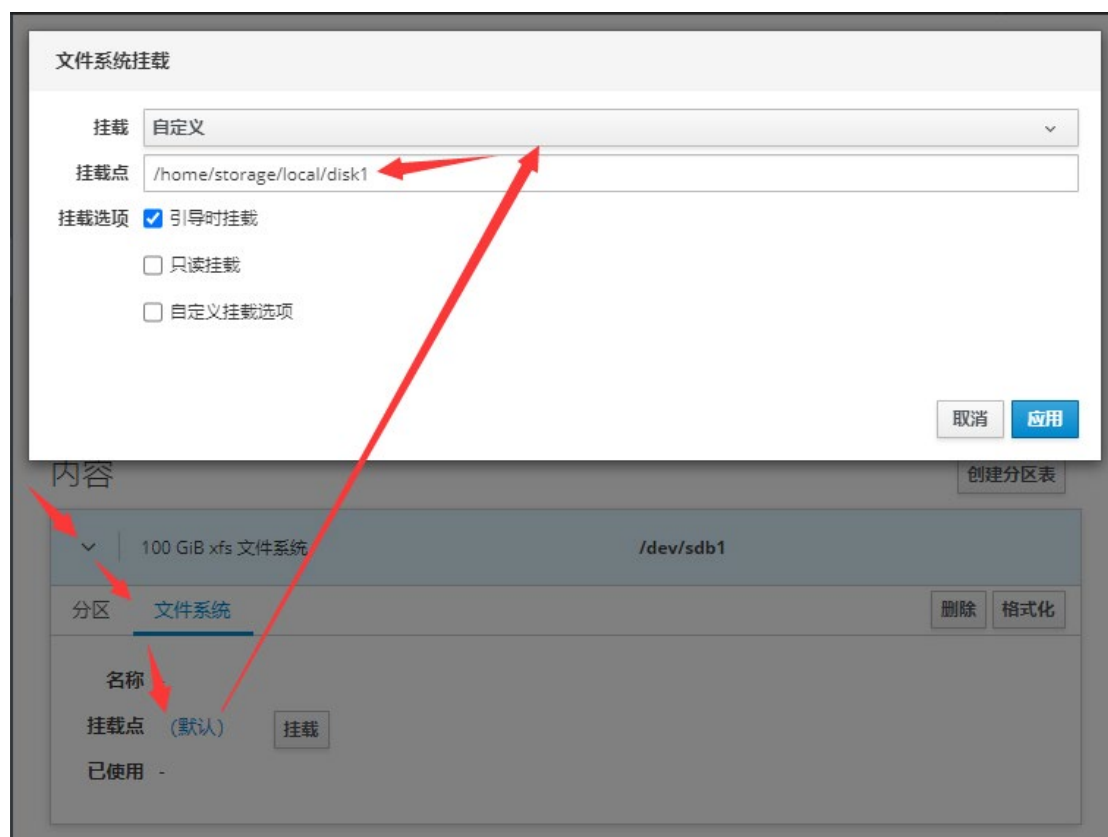 文件系统挂载
挂载 自定义
挂载点 /home/storage/local/disk1
挂载选项 引导时挂载
只读挂载
自定义挂载选项
取消 应用
内容 创建分区表
100 GiB xfs 文件系统 /dev/sdb1
分区 文件系统 删除 格式化
名称 -
挂载点 (默认) 挂载
已使用 -